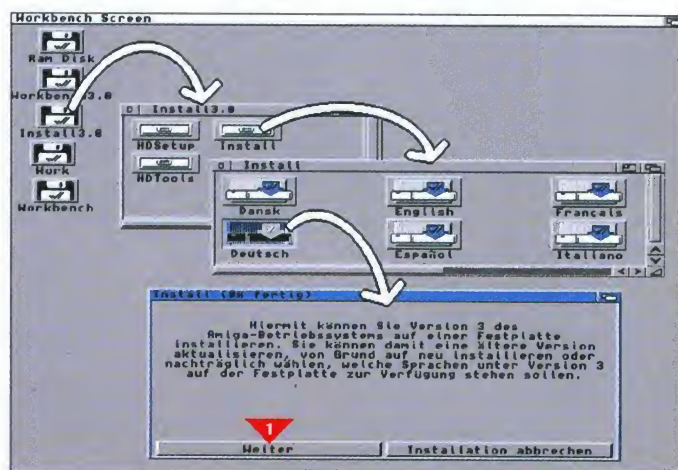 Workbench Screen
Ram Disk
Workbench3.0
Install3.0
Work
Workbench
Install3.0
HDSetup Install
HDTools
Install
Dansk English Francais
Deutsch Español Italiano
Install (0% fertig)
Hiermit können Sie Version 3 des
Amiga-Betriebssystems auf einer Festplatte
installieren. Sie können damit eine ältere Version
aktualisieren, von Grund auf neu installieren oder
nachträglich wählen, welche Sprachen unter Version 3
auf der Festplatte zur Verfügung stehen sollen.
1
Weiter Installation abbrechen